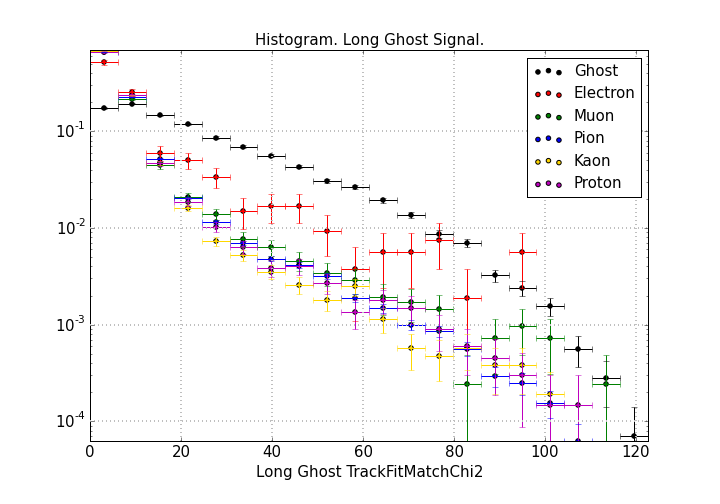 Histogram. Long Ghost Signal.
Ghost
Electron
Muon
Pion
Kaon
Proton
10^-1
10^-2
10^-3
10^-4
0 20 40 60 80 100 120
Long Ghost TrackFitMatchChi2